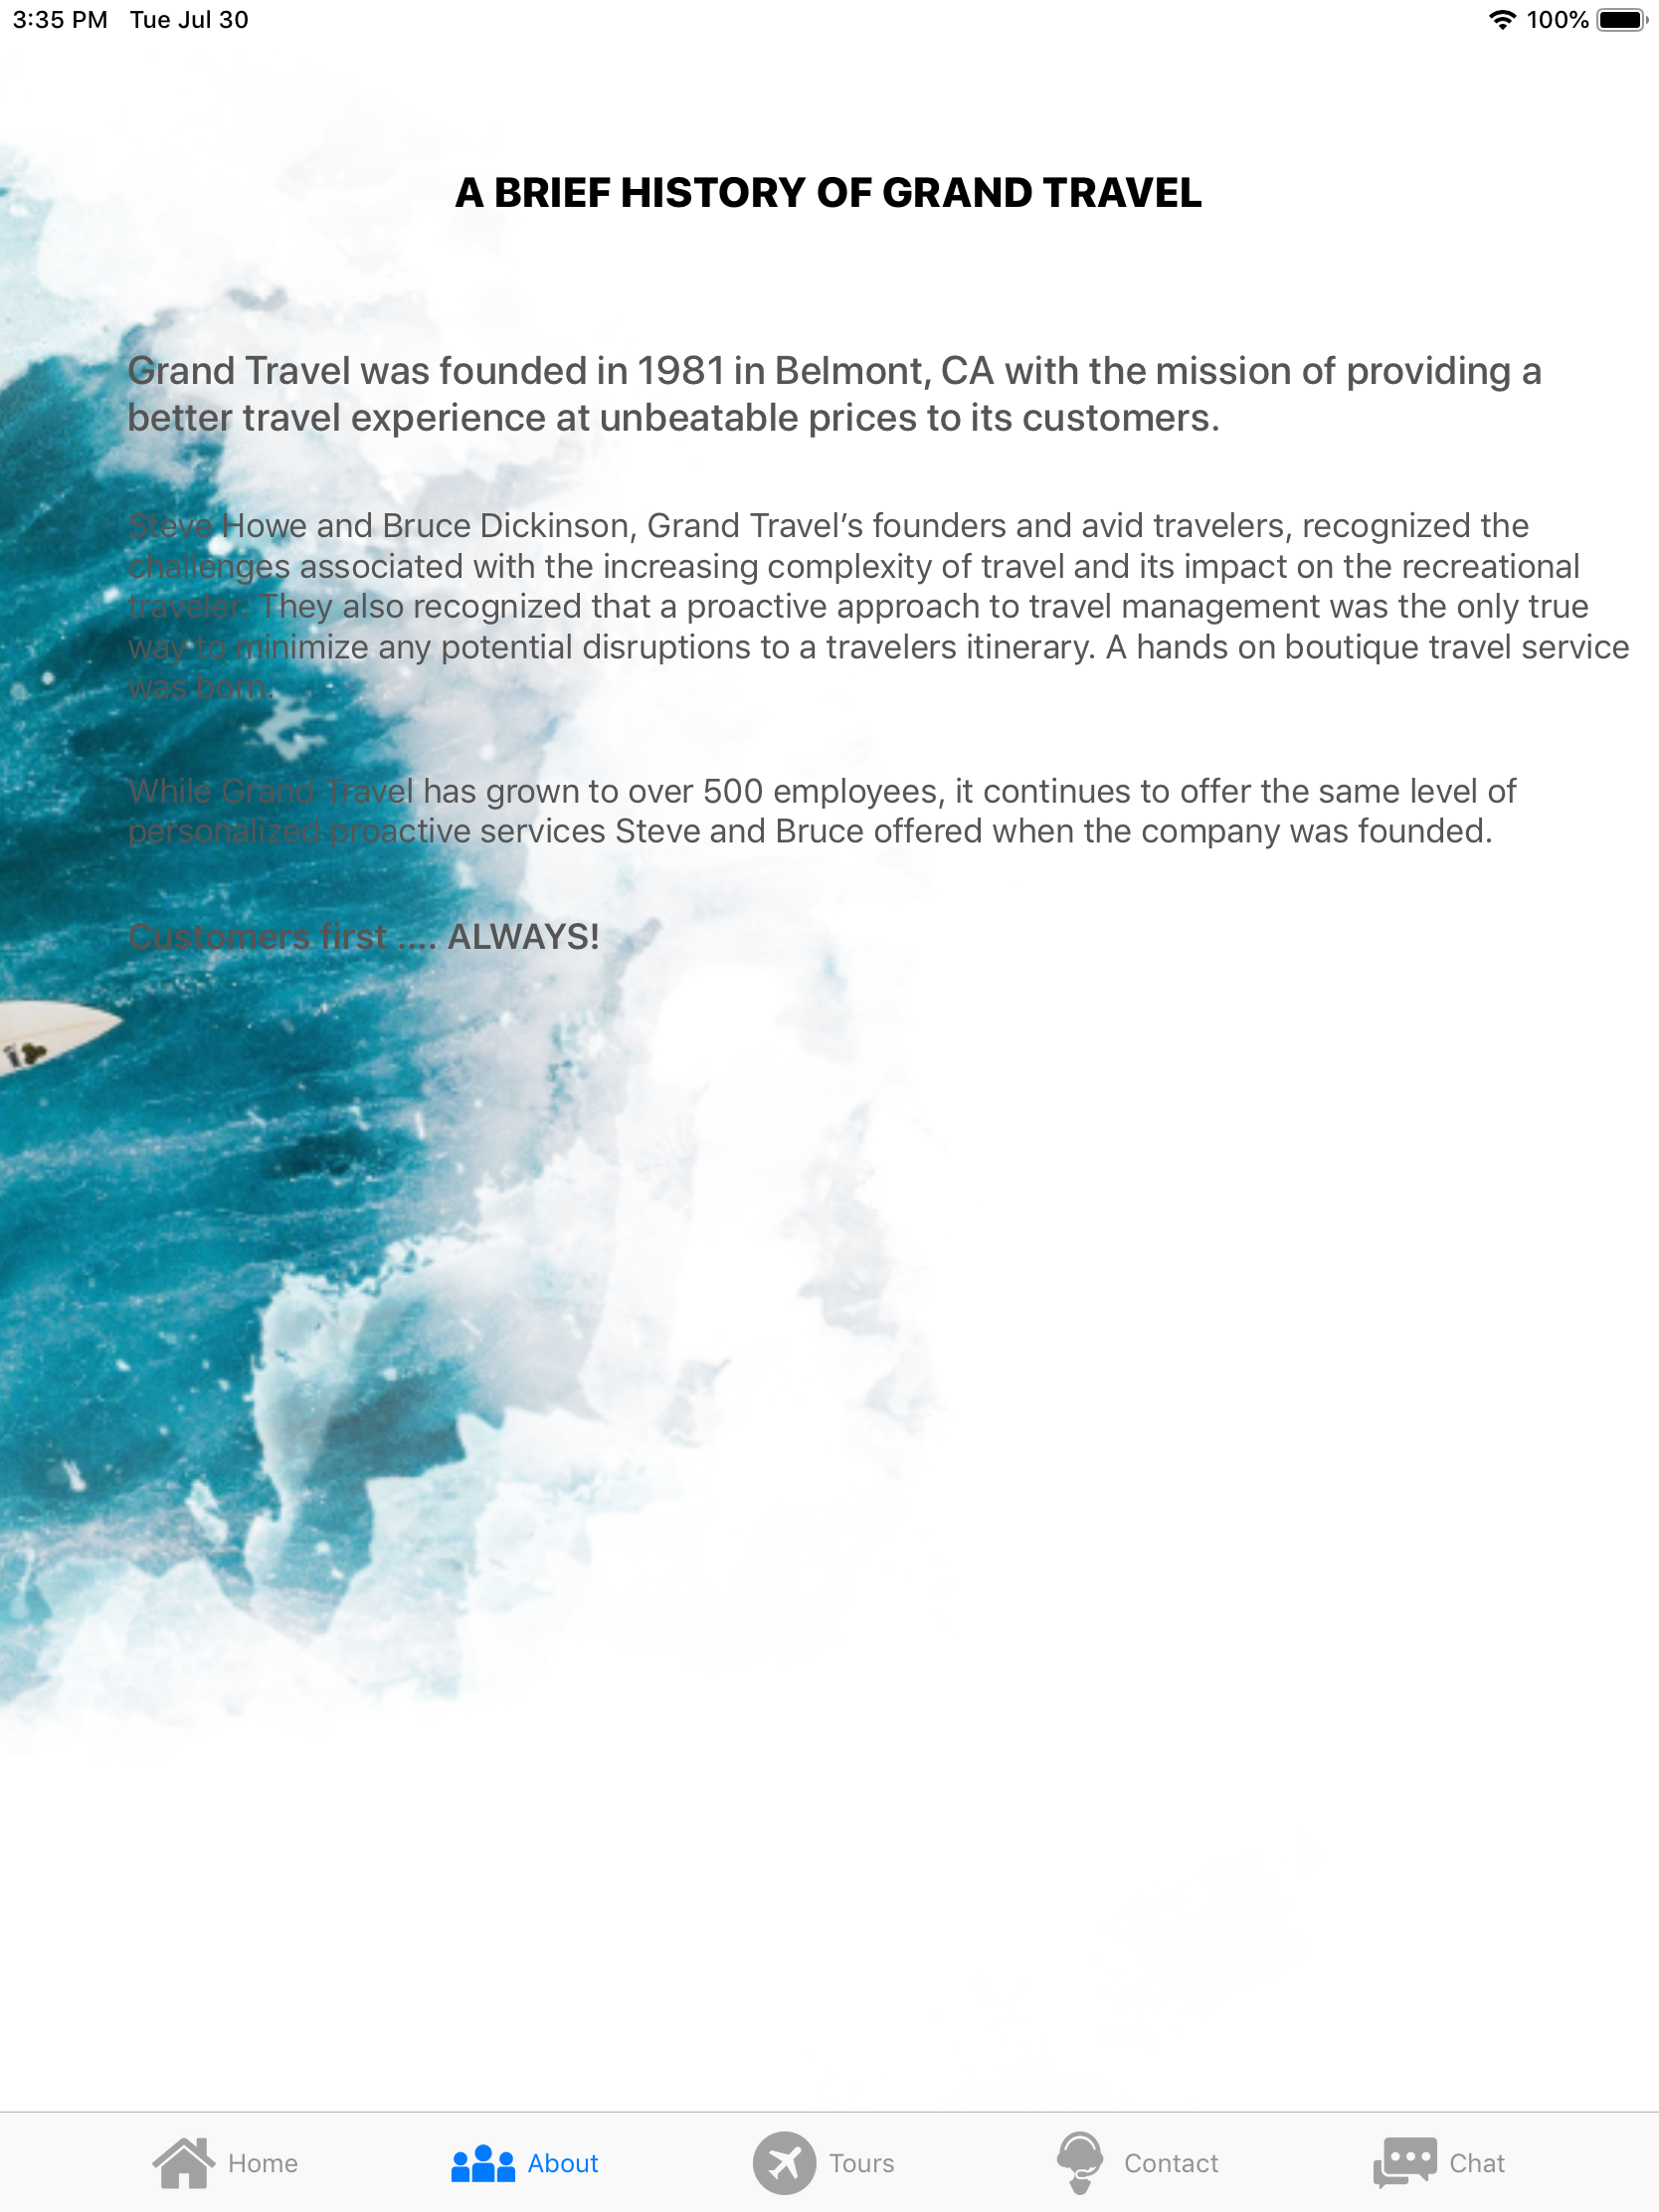 3:35 PM Tue Jul 30 100%
A BRIEF HISTORY OF GRAND TRAVEL
Grand Travel was founded in 1981 in Belmont, CA with the mission of providing a
better travel experience at unbeatable prices to its customers.
Steve Howe and Bruce Dickinson, Grand Travel’s founders and avid travelers, recognized the
challenges associated with the increasing complexity of travel and its impact on the recreational
traveler. They also recognized that a proactive approach to travel management was the only true
way to minimize any potential disruptions to a travelers itinerary. A hands on boutique travel service
was born.
While Grand Travel has grown to over 500 employees, it continues to offer the same level of
personalized proactive services Steve and Bruce offered when the company was founded.
Customers first .... ALWAYS!
Home About Tours Contact Chat